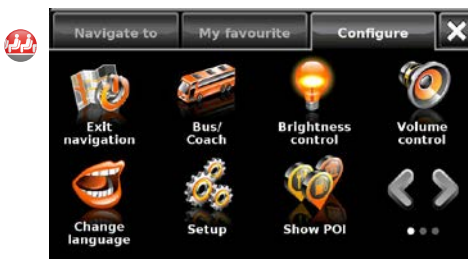 Navigate to
My favourite
Configure
Exit
navigation
Bus/
Coach
Brightness
control
Volume
control
Change
language
Setup
Show POI